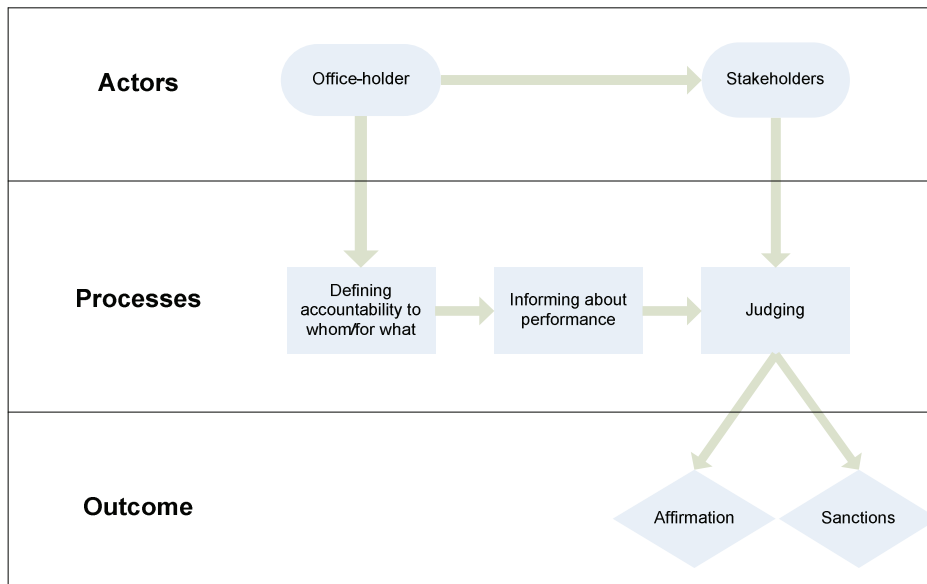 Actors
Office-holder
Stakeholders
Processes
Defining
accountability to
whom/for what
Informing about
performance
Judging
Outcome
Affirmation
Sanctions